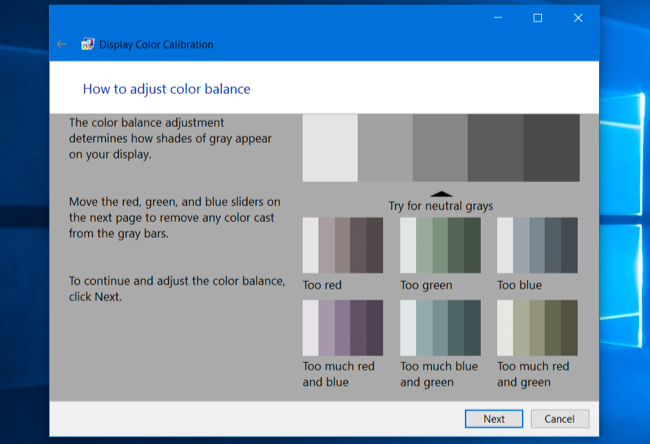 Display Color Calibration
How to adjust color balance
The color balance adjustment
determines how shades of gray appear
on your display.
Move the red, green, and blue sliders on
the next page to remove any color cast
from the gray bars.
To continue and adjust the color balance,
click Next.
Try for neutral grays
Too red
Too green
Too blue
Too much red
and blue
Too much blue
and green
Too much red
and green
Next
Cancel